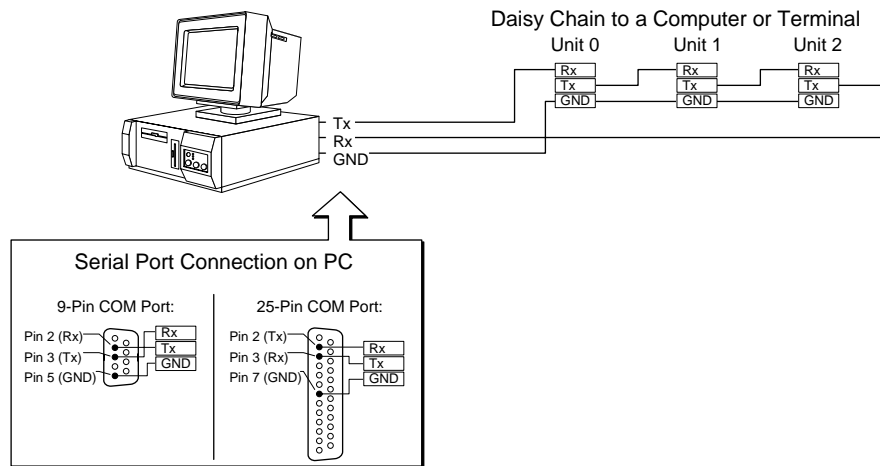 Daisy Chain to a Computer or Terminal
Unit 0 Unit 1 Unit 2
Rx Rx Rx
Tx Tx Tx
GND GND GND
Tx
Rx
GND
Serial Port Connection on PC
9-Pin COM Port:
Pin 2 (Rx) Rx
Pin 3 (Tx) Tx
Pin 5 (GND) GND
25-Pin COM Port:
Pin 2 (Tx) Rx
Pin 3 (Rx) Tx
Pin 7 (GND) GND